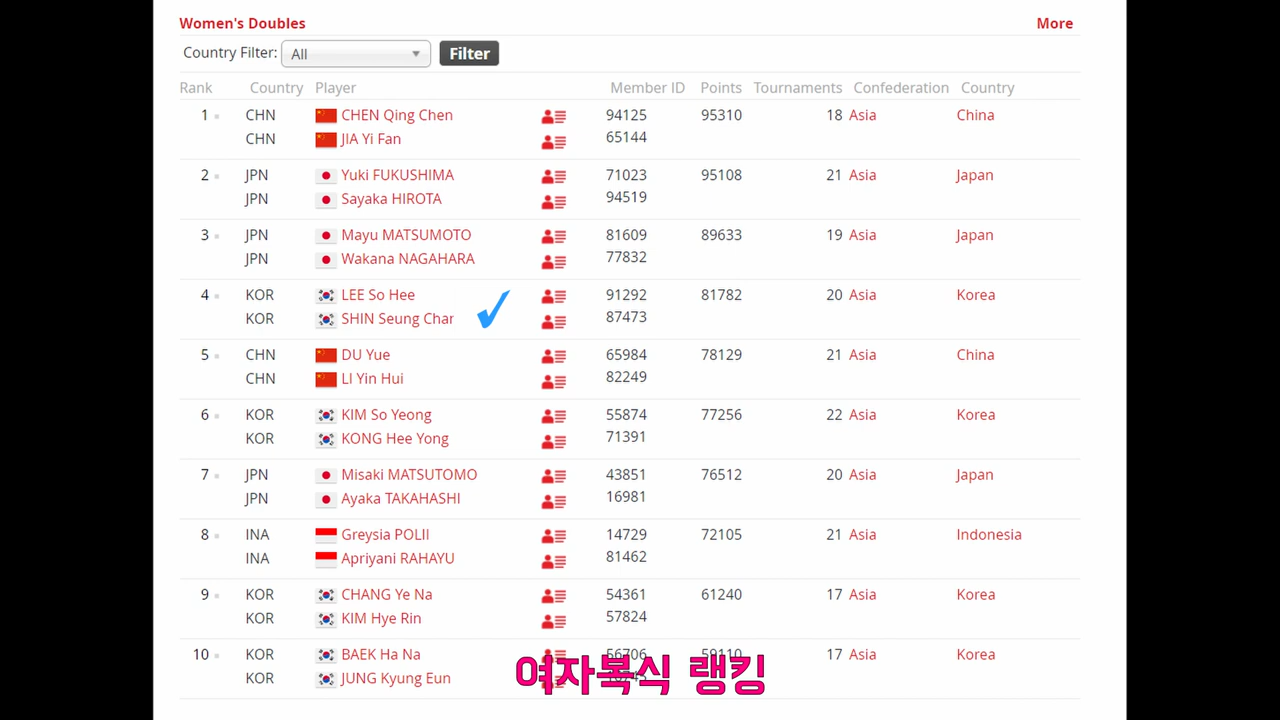 Women's Doubles More
Country Filter: All Filter
Rank Country Player Member ID Points Tournaments Confederation Country
1 CHN CHEN Qing Chen 94125 95310 18 Asia China
CHN JIA Yi Fan 65144
2 JPN Yuki FUKUSHIMA 71023 95108 21 Asia Japan
JPN Sayaka HIROTA 94519
3 JPN Mayu MATSUMOTO 81609 89633 19 Asia Japan
JPN Wakana NAGAHARA 77832
4 KOR LEE So Hee 91292 81782 20 Asia Korea
KOR SHIN Seung Char 87473
5 CHN DU Yue 65984 78129 21 Asia China
CHN LI Yin Hui 82249
6 KOR KIM So Yeong 55874 77256 22 Asia Korea
KOR KONG Hee Yong 71391
7 JPN Misaki MATSUTOMO 43851 76512 20 Asia Japan
JPN Ayaka TAKAHASHI 16981
8 INA Greysia POLII 14729 72105 21 Asia Indonesia
INA Apriyani RAHAYU 81462
9 KOR CHANG Ye Na 54361 61240 17 Asia Korea
KOR KIM Hye Rin 57824
10 KOR BAEK Ha Na 56706 59110 17 Asia Korea
KOR JUNG Kyung Eun
여자복식 랭킹